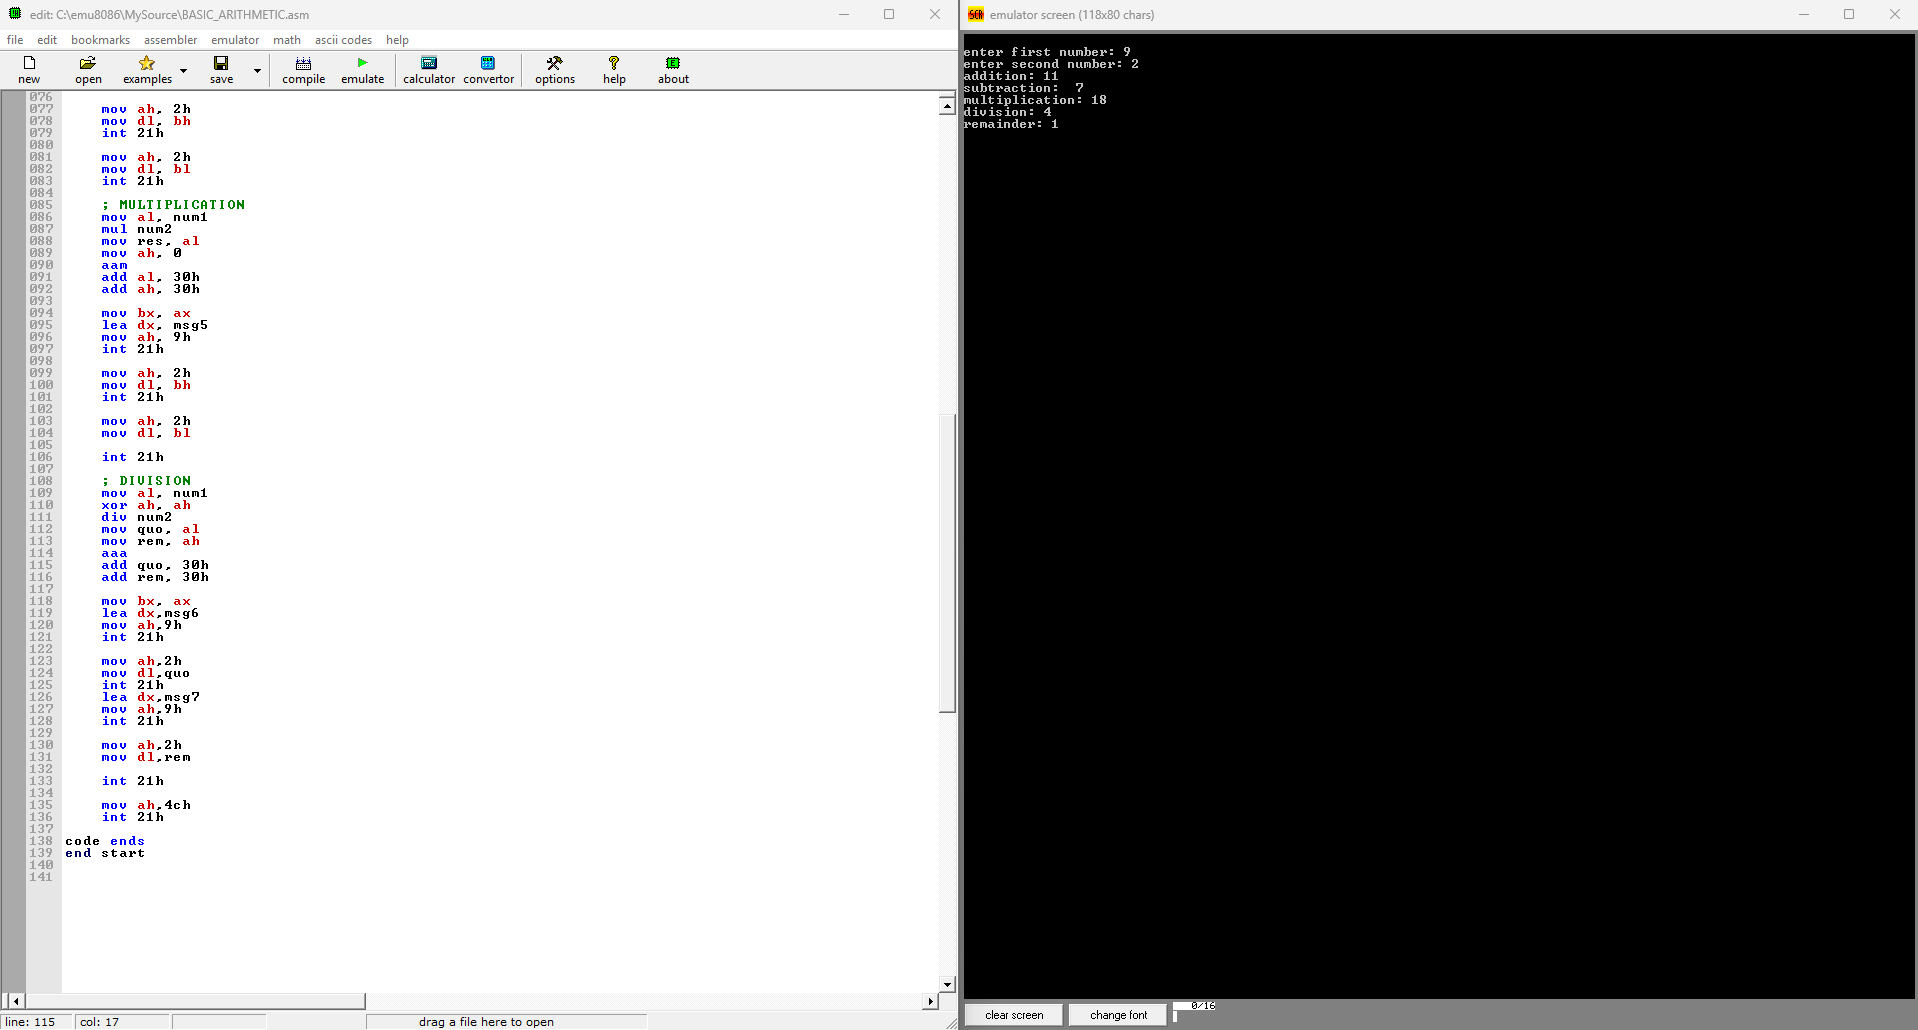 edit: C:\emu8086\MySource\BASIC_ARITHMETIC.asm
file edit bookmarks assembler emulator math ascii codes help
new open examples save compile emulate calculator convertor options help about
076
077 mov ah, 2h
078 mov dl, bh
079 int 21h
080
081 mov ah, 2h
082 mov dl, bl
083 int 21h
084
085 ; MULTIPLICATION
086 mov al, num1
087 mul num2
088 mov res, al
089 mov ah, 0
090 aam
091 add al, 30h
092 add ah, 30h
093
094 mov bx, ax
095 lea dx, msg5
096 mov ah, 9h
097 int 21h
098
099 mov ah, 2h
100 mov dl, bh
101 int 21h
102
103 mov ah, 2h
104 mov dl, bl
105
106 int 21h
107
108 ; DIVISION
109 mov al, num1
110 xor ah, ah
111 div num2
112 mov quo, al
113 mov rem, ah
114 aaa
115 add quo, 30h
116 add rem, 30h
117
118 mov bx, ax
119 lea dx,msg6
120 mov ah,9h
121 int 21h
122
123 mov ah,2h
124 mov dl,quo
125 int 21h
126 lea dx,msg7
127 mov ah,9h
128 int 21h
129
130 mov ah,2h
131 mov dl,rem
132
133 int 21h
134
135 mov ah,4ch
136 int 21h
137
138 code ends
139 end start
140
141
line: 115 col: 17 drag a file here to open
SCR emulator screen (118x80 chars)
enter first number: 9
enter second number: 2
addition: 11
subtraction:  7
multiplication: 18
division: 4
remainder: 1
clear screen change font 0/16